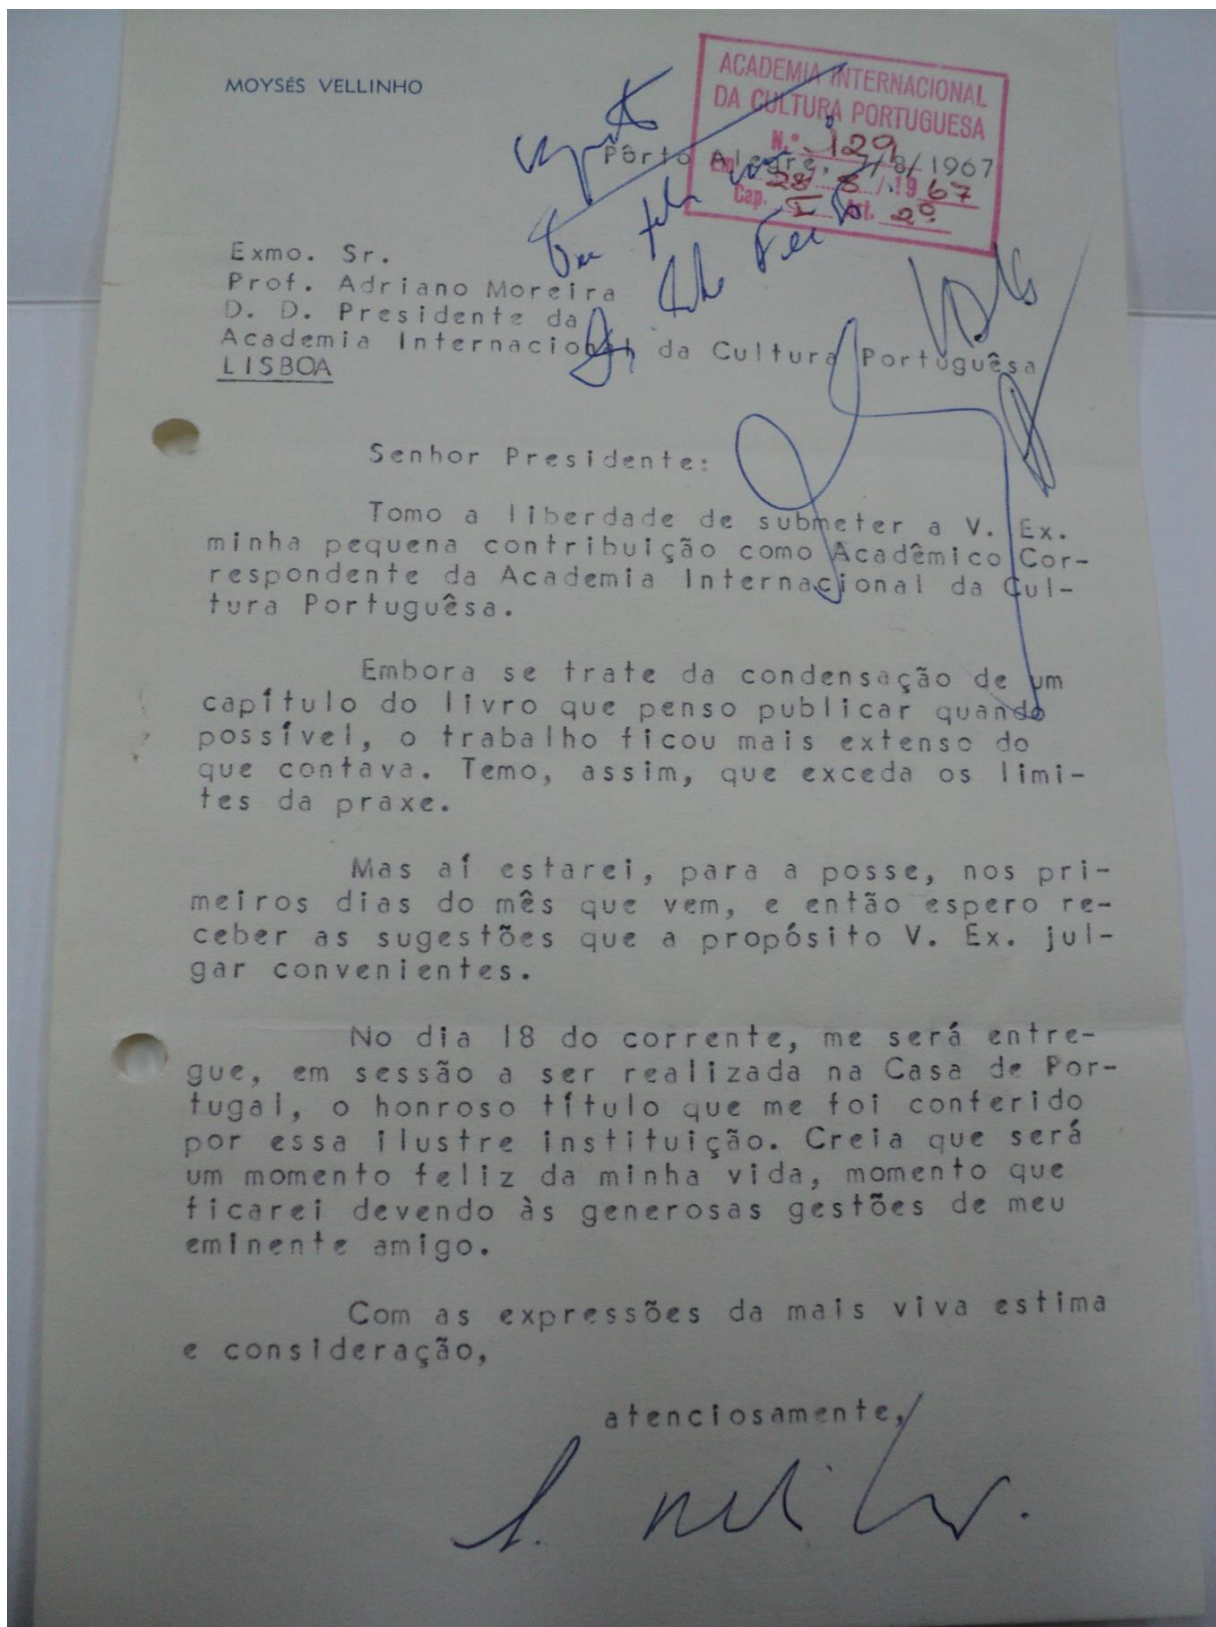 MOYSÉS VELLINHO
ACADEMIA INTERNACIONAL
DA CULTURA PORTUGUESA
N.º 129
Pôrto Alegre, 7/8/1967
Em 28/8/1967
Cap. I Art. 2º
Exmo. Sr.
Prof. Adriano Moreira
D. D. Presidente da
Academia Internacional da Cultura Portuguêsa
LISBOA
Senhor Presidente:
Tomo a liberdade de submeter a V. Ex.
minha pequena contribuição como Acadêmico Cor-
respondente da Academia Internacional da Cul-
tura Portuguêsa.
Embora se trate da condensação de um
capítulo do livro que penso publicar quando
possível, o trabalho ficou mais extenso do
que contava. Temo, assim, que exceda os limi-
tes da praxe.
Mas aí estarei, para a posse, nos pri-
meiros dias do mês que vem, e então espero re-
ceber as sugestões que a propósito V. Ex. jul-
gar convenientes.
No dia 18 do corrente, me será entre-
gue, em sessão a ser realizada na Casa de Por-
tugal, o honroso título que me foi conferido
por essa ilustre instituição. Creia que será
um momento feliz da minha vida, momento que
ficarei devendo às generosas gestões de meu
eminente amigo.
Com as expressões da mais viva estima
e consideração,
atenciosamente,